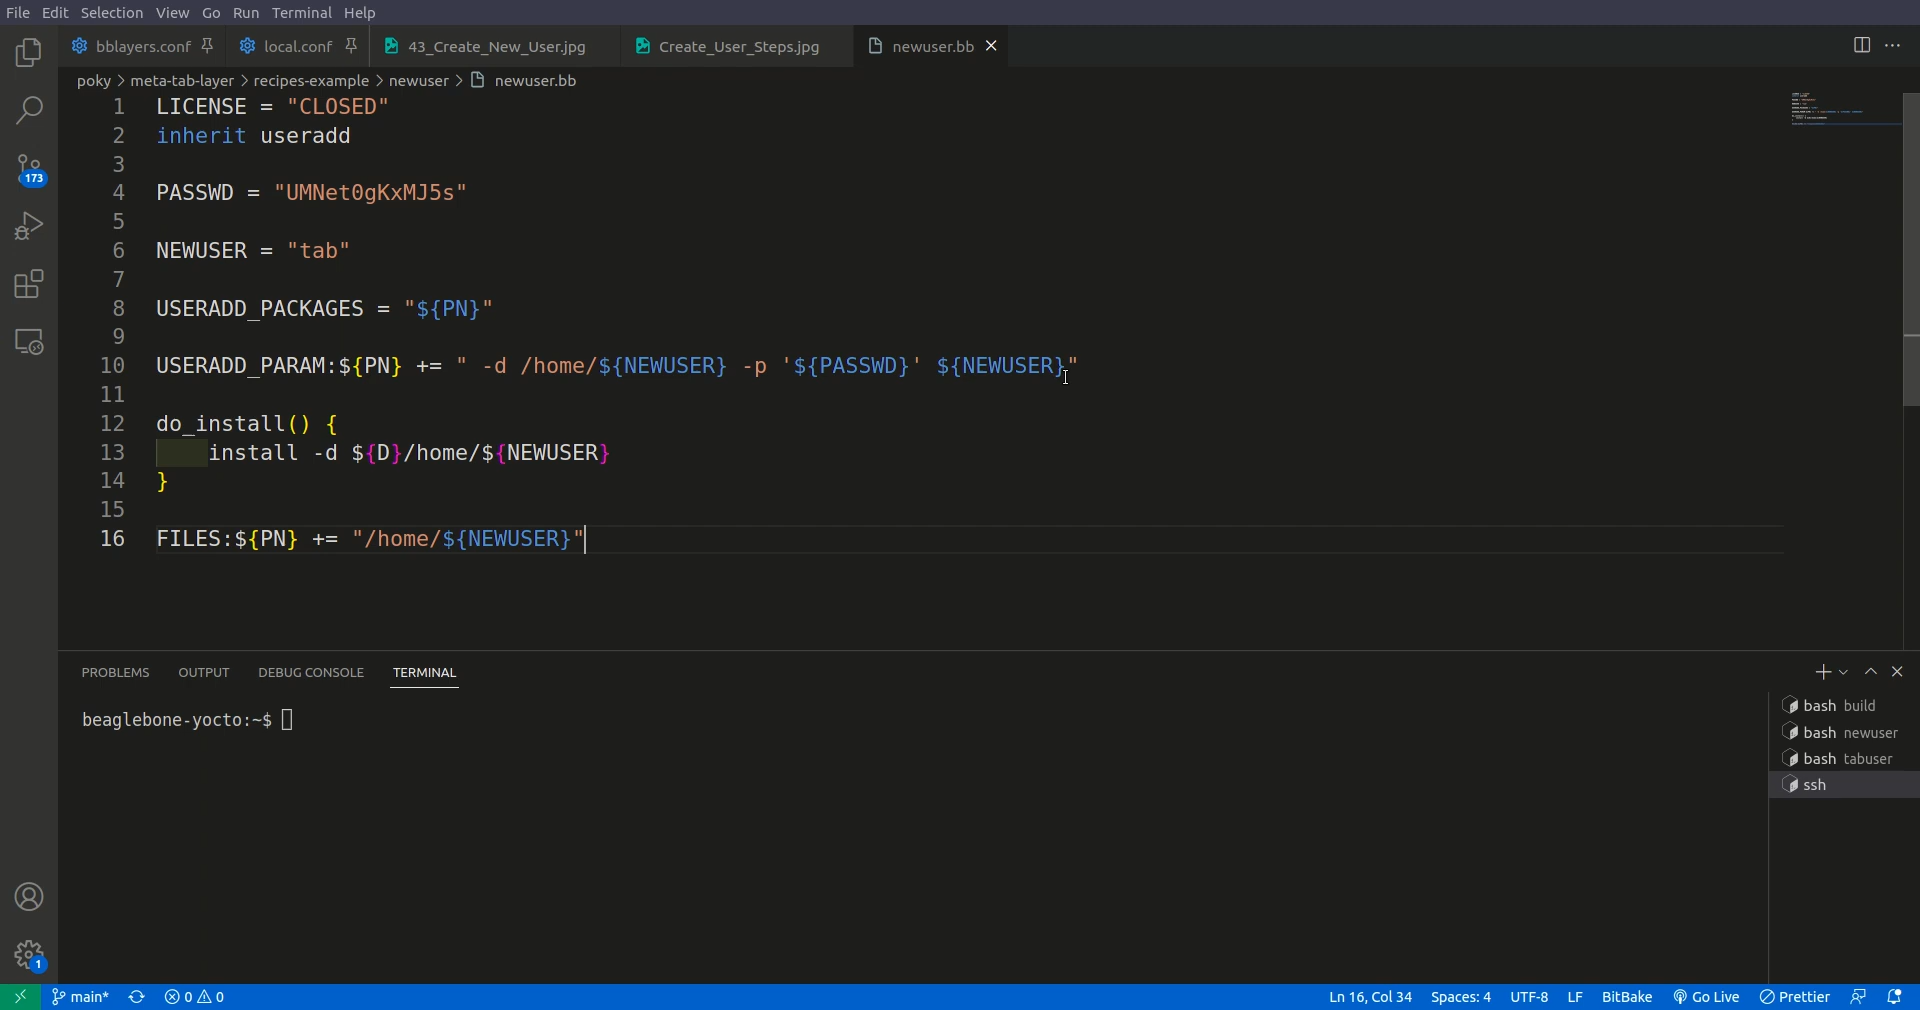 File Edit Selection View Go Run Terminal Help
bblayers.conf local.conf 43_Create_New_User.jpg Create_User_Steps.jpg newuser.bb
poky > meta-tab-layer > recipes-example > newuser > newuser.bb
1 LICENSE = "CLOSED"
2 inherit useradd
3
4 PASSWD = "UMNet0gKxMJ5s"
5
6 NEWUSER = "tab"
7
8 USERADD_PACKAGES = "${PN}"
9
10 USERADD_PARAM:${PN} += " -d /home/${NEWUSER} -p '${PASSWD}' ${NEWUSER}"
11
12 do_install() {
13 install -d ${D}/home/${NEWUSER}
14 }
15
16 FILES:${PN} += "/home/${NEWUSER}"
173
PROBLEMS OUTPUT DEBUG CONSOLE TERMINAL
beaglebone-yocto:~$
bash build
bash newuser
bash tabuser
ssh
1
main* 0 0 Ln 16, Col 34 Spaces: 4 UTF-8 LF BitBake Go Live Prettier